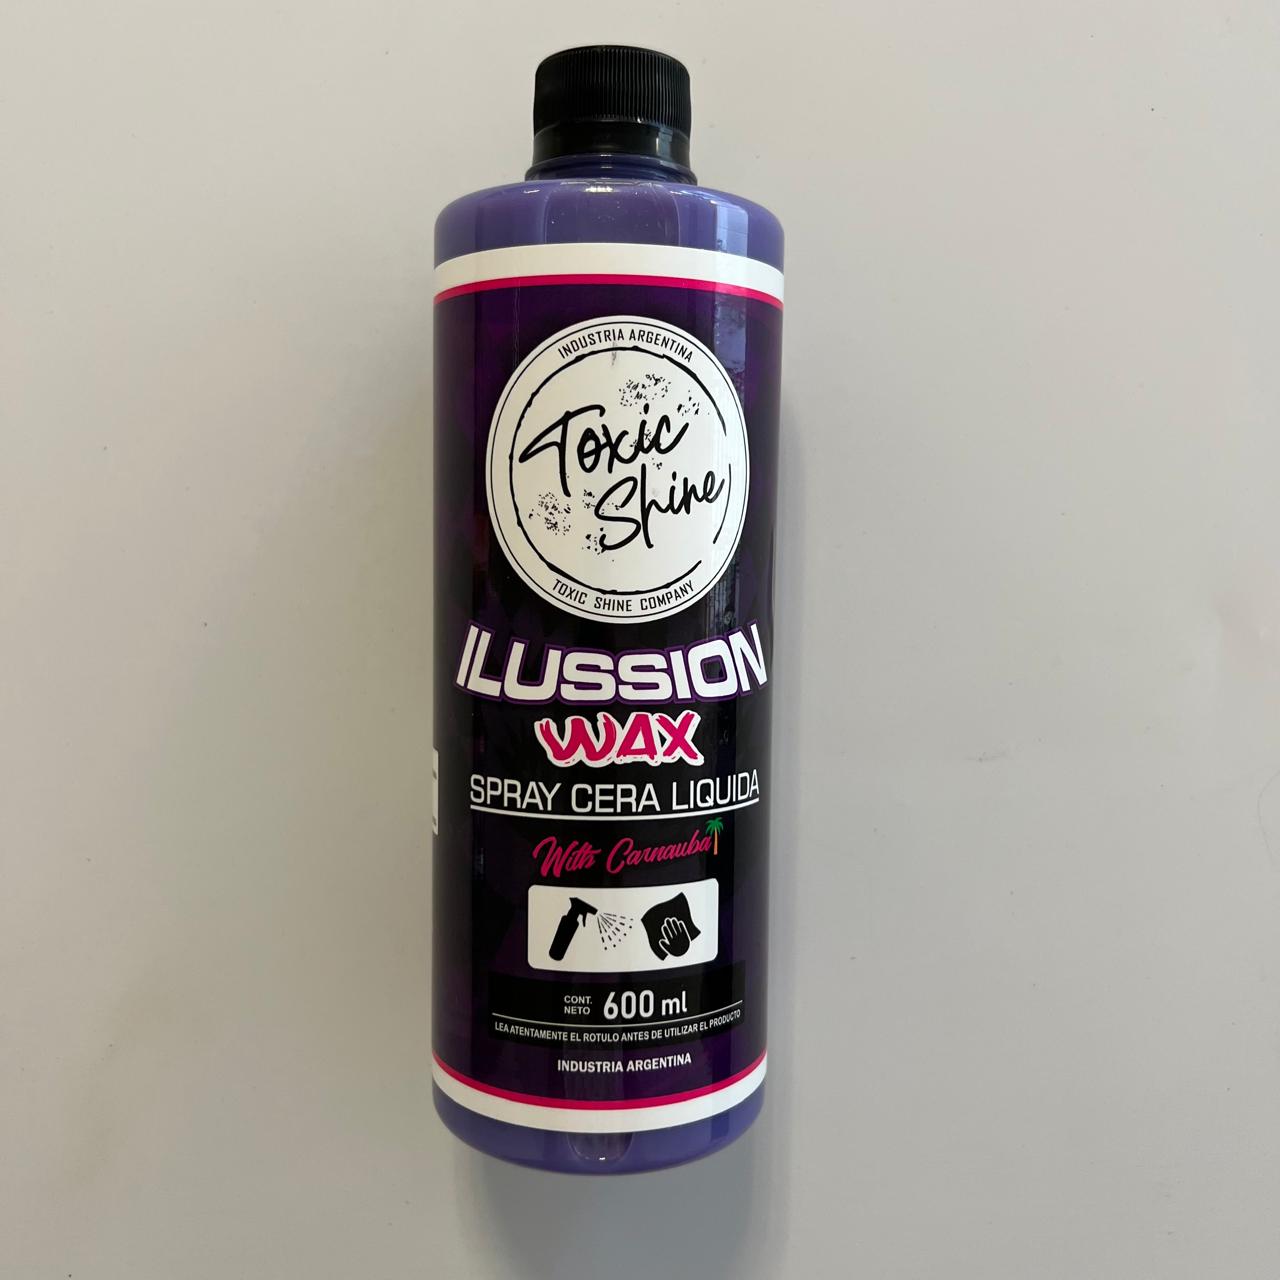 INDUSTRIA ARGENTINA
Toxic
Shine
TOXIC SHINE COMPANY
ILUSSION
WAX
SPRAY CERA LIQUIDA
With Carnauba
CONT.
NETO
600 ml
LEA ATENTAMENTE EL ROTULO ANTES DE UTILIZAR EL PRODUCTO
INDUSTRIA ARGENTINA